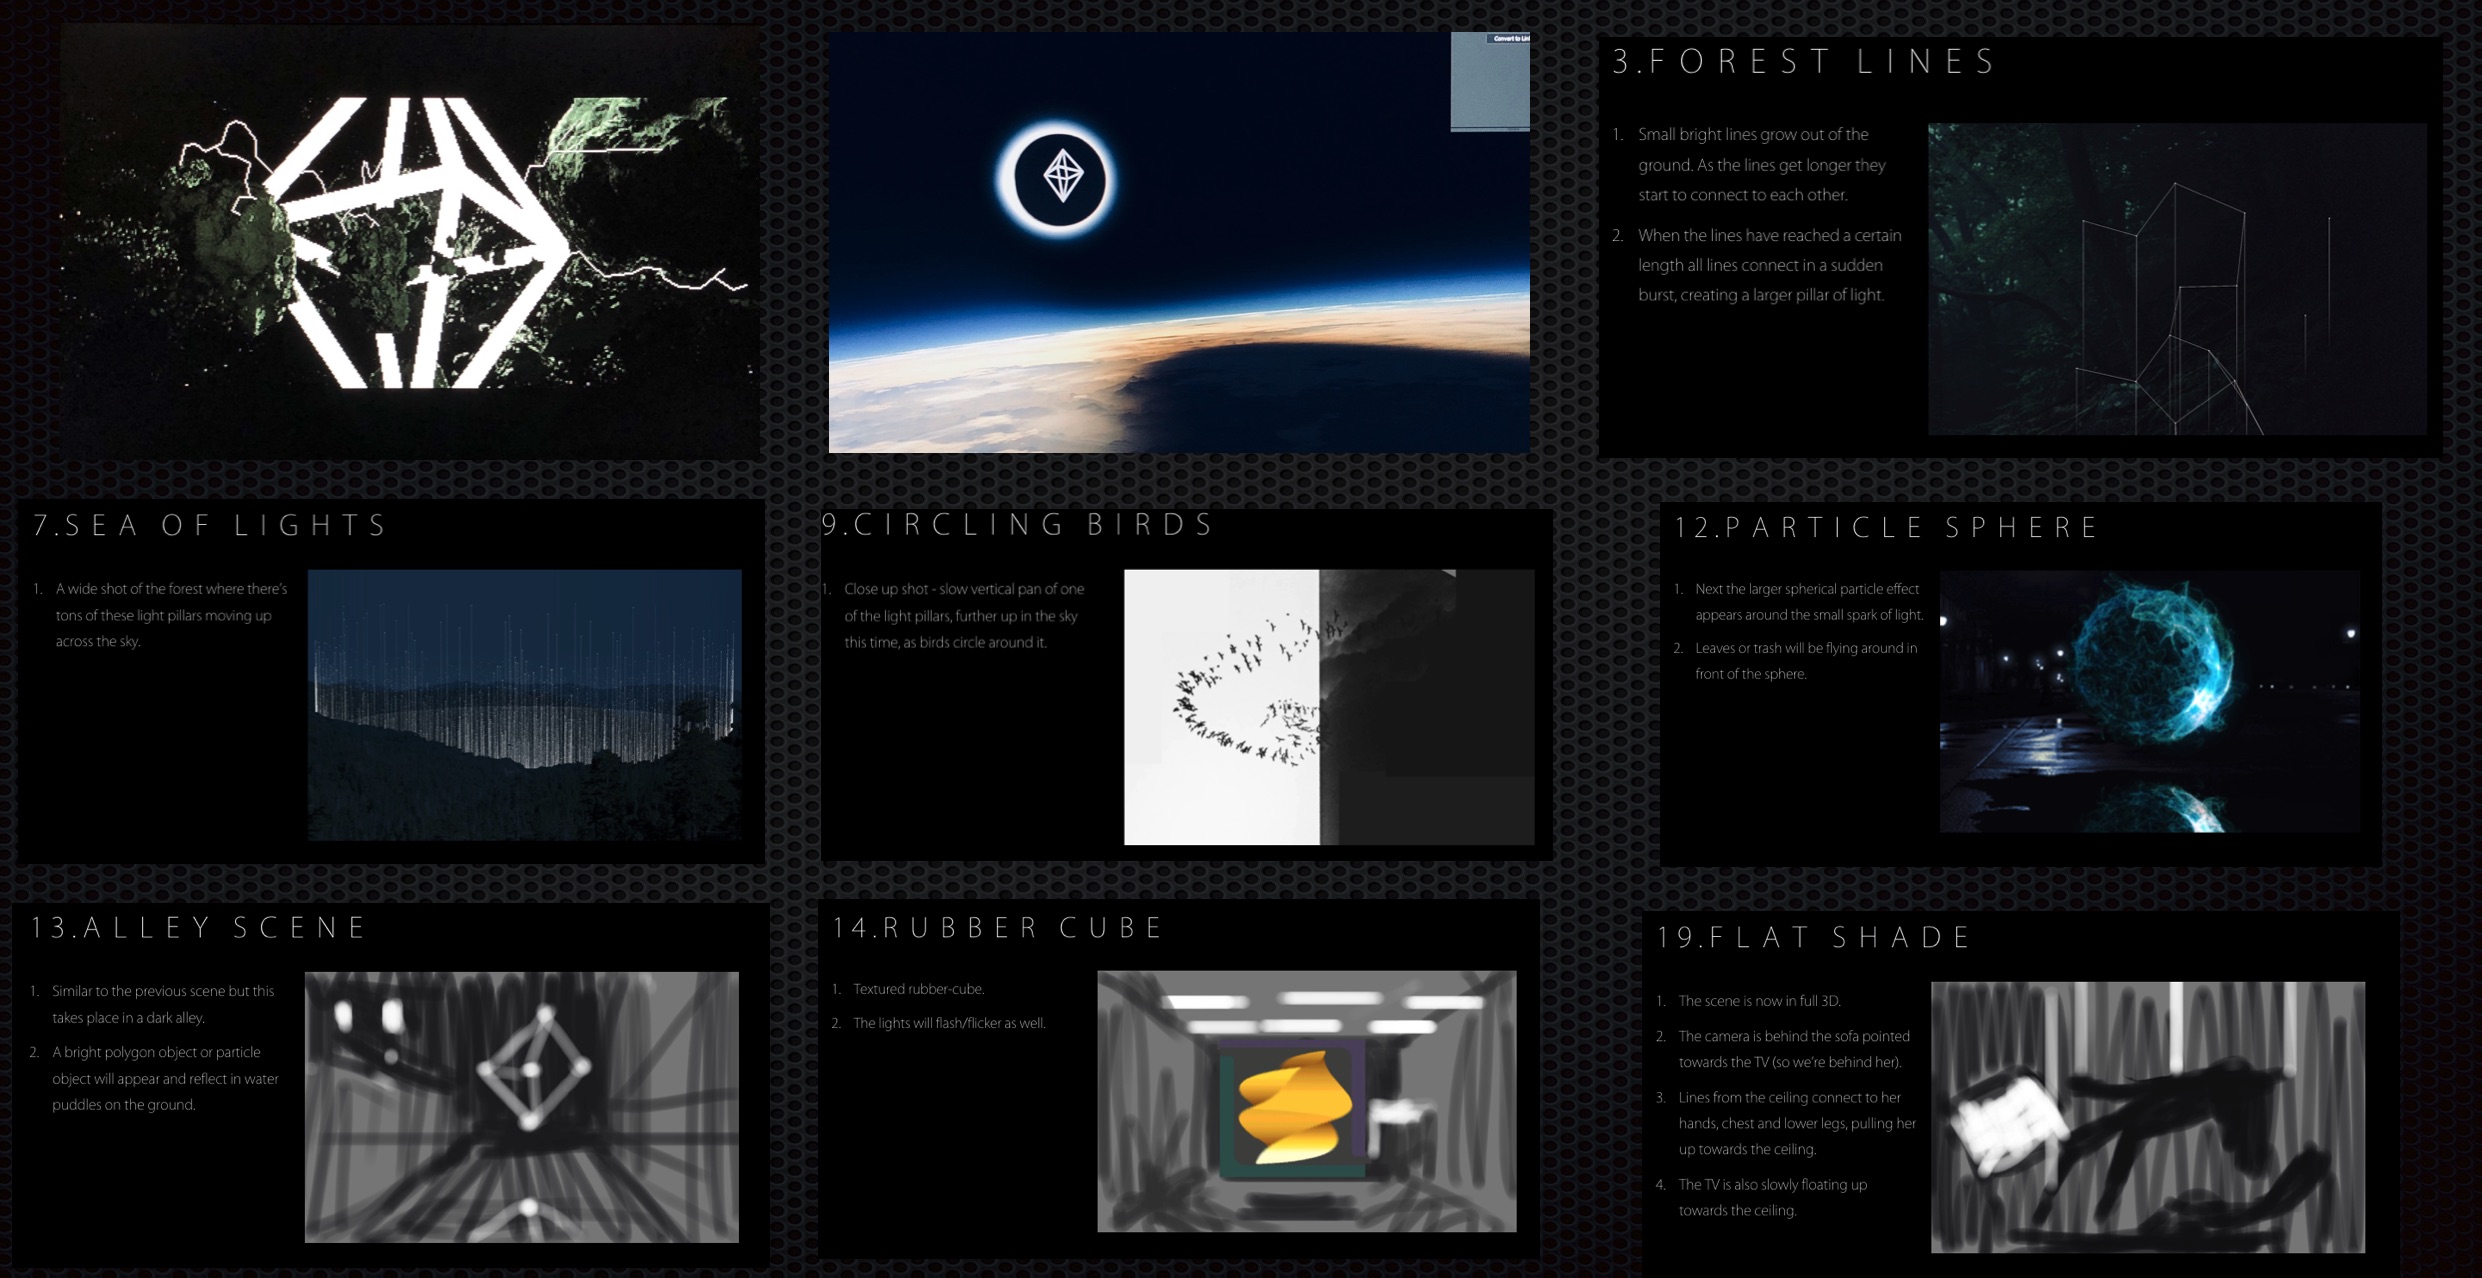 Convert to Lin
3.FOREST LINES
1. Small bright lines grow out of the
ground. As the lines get longer they
start to connect to each other.
2. When the lines have reached a certain
length all lines connect in a sudden
burst, creating a larger pillar of light.
7.SEA OF LIGHTS
1. A wide shot of the forest where there's
tons of these light pillars moving up
across the sky.
9.CIRCLING BIRDS
1. Close up shot - slow vertical pan of one
of the light pillars, further up in the sky
this time, as birds circle around it.
12.PARTICLE SPHERE
1. Next the larger spherical particle effect
appears around the small spark of light.
2. Leaves or trash will be flying around in
front of the sphere.
13.ALLEY SCENE
1. Similar to the previous scene but this
takes place in a dark alley.
2. A bright polygon object or particle
object will appear and reflect in water
puddles on the ground.
14.RUBBER CUBE
1. Textured rubber-cube.
2. The lights will flash/flicker as well.
19.FLAT SHADE
1. The scene is now in full 3D.
2. The camera is behind the sofa pointed
towards the TV (so we're behind her).
3. Lines from the ceiling connect to her
hands, chest and lower legs, pulling her
up towards the ceiling.
4. The TV is also slowly floating up
towards the ceiling.